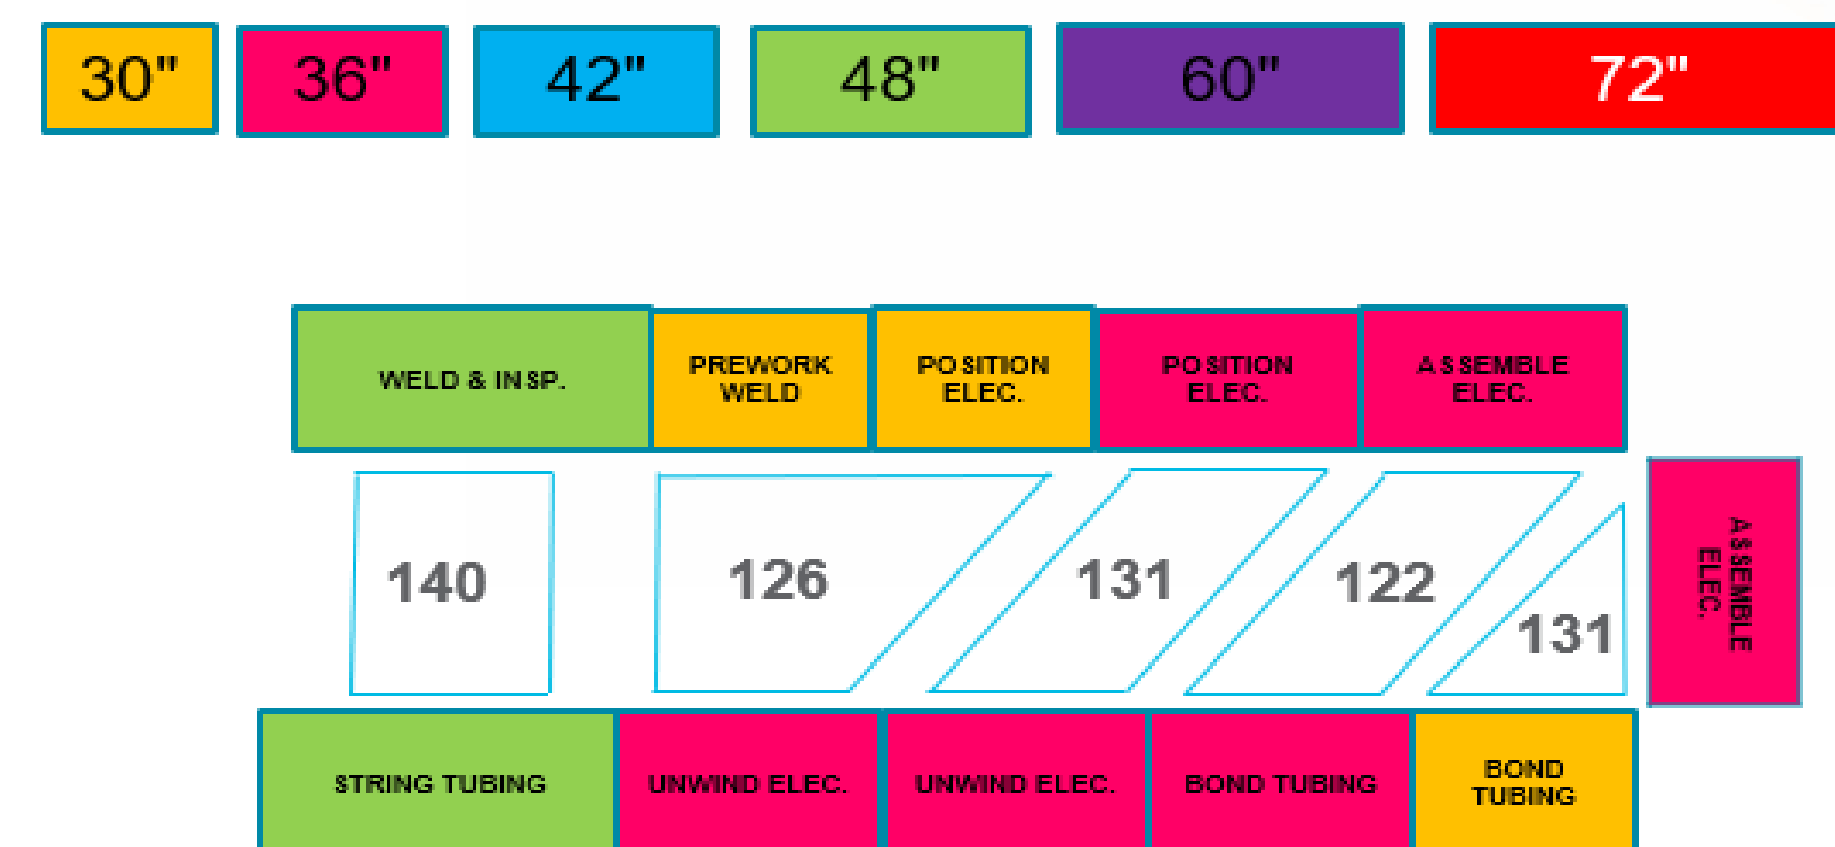 30"
36"
42"
48"
60"
72"
WELD & INSP.
PREWORK
WELD
POSITION
ELEC.
POSITION
ELEC.
ASSEMBLE
ELEC.
140
126
131
122
131
ASSEMBLE
ELEC.
STRING TUBING
UNWIND ELEC.
UNWIND ELEC.
BOND TUBING
BOND
TUBING